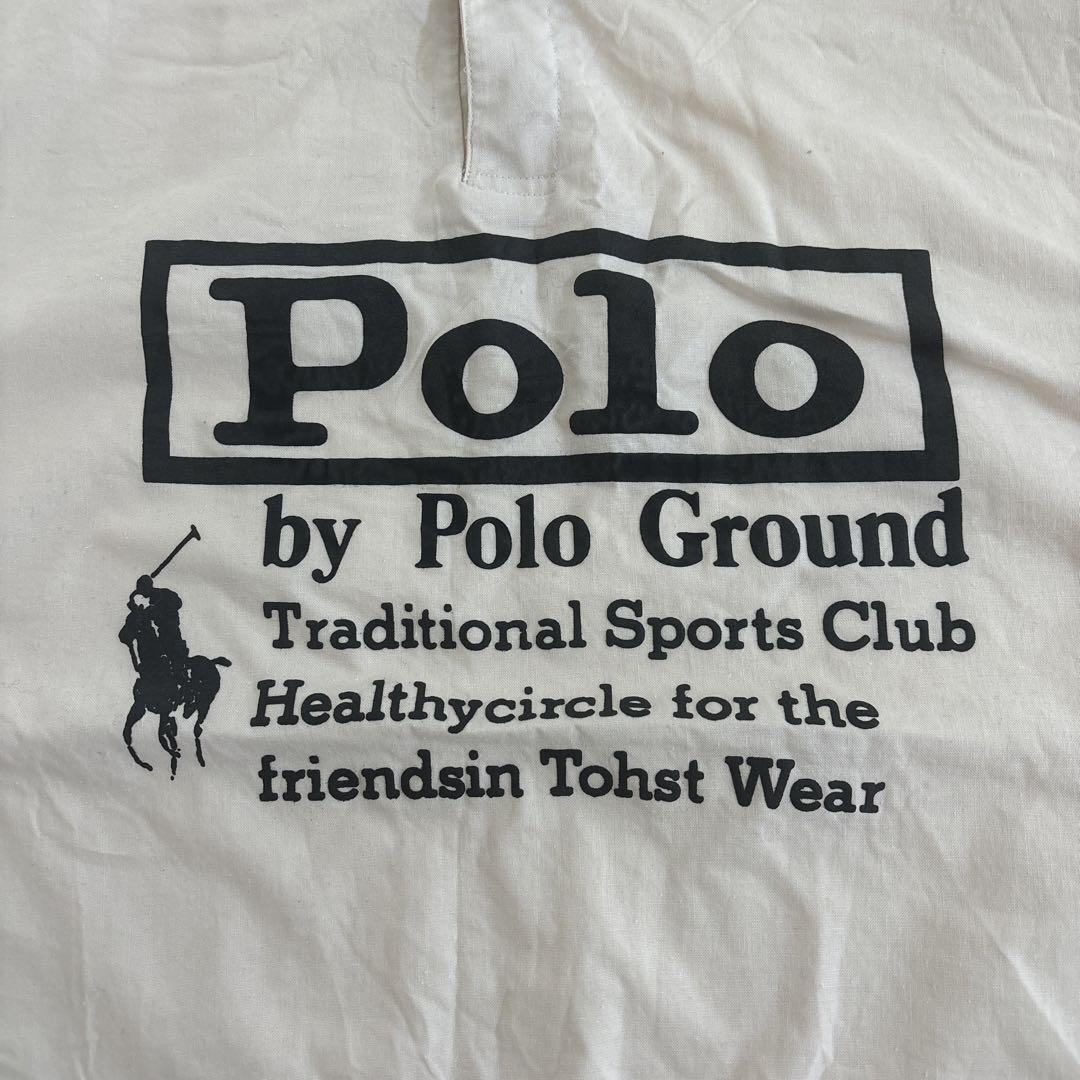 Polo
by Polo Ground
Traditional Sports Club
Healthycircle for the
friendsin Tohst Wear